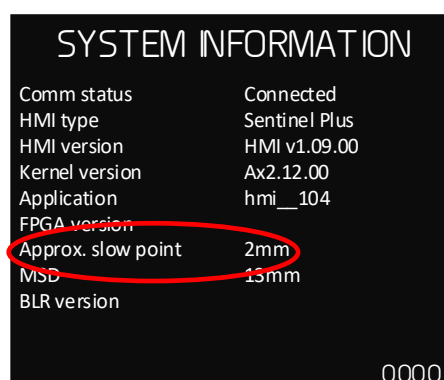 SYSTEM INFORMATION
Comm status Connected
HMI type Sentinel Plus
HMI version HMI v1.09.00
Kernel version Ax2.12.00
Application hmi__104
FPGA version
Approx. slow point 2mm
MSD 13mm
BLR version
0000